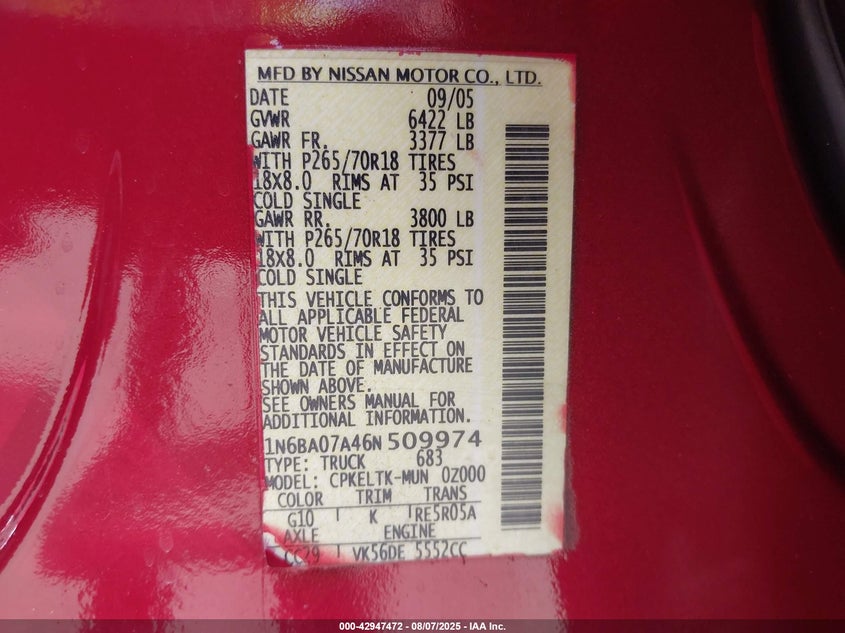 MFD BY NISSAN MOTOR CO., LTD.
DATE 09/05
GVWR 6422 LB
GAWR FR. 3377 LB
WITH P265/70R18 TIRES
18X8.0 RIMS AT 35 PSI
COLD SINGLE
GAWR RR. 3800 LB
WITH P265/70R18 TIRES
18X8.0 RIMS AT 35 PSI
COLD SINGLE
THIS VEHICLE CONFORMS TO
ALL APPLICABLE FEDERAL
MOTOR VEHICLE SAFETY
STANDARDS IN EFFECT ON
THE DATE OF MANUFACTURE
SHOWN ABOVE.
SEE OWNERS MANUAL FOR
ADDITIONAL INFORMATION.
1N6BA07A46N509974
TYPE: TRUCK 683
MODEL: CPKELTK-MUN 0Z000
COLOR TRIM TRANS
G10 K RE5R05A
AXLE ENGINE
CC29 VK56DE 5552CC
000-42947472 - 08/07/2025 - IAA Inc.